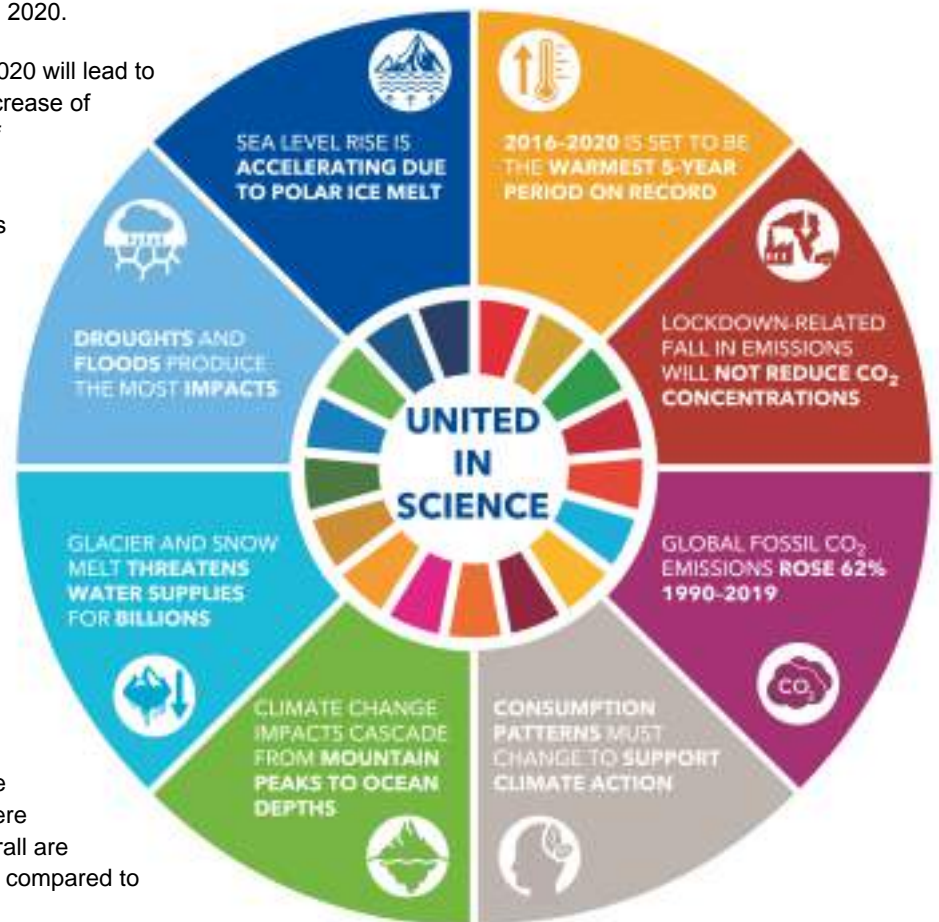 2020.
020 will lead to
crease of
s
e
ere
rall are
compared to
SEA LEVEL RISE IS
ACCELERATING DUE
TO POLAR ICE MELT
2016-2020 IS SET TO BE
THE WARMEST 5-YEAR
PERIOD ON RECORD
LOCKDOWN-RELATED
FALL IN EMISSIONS
WILL NOT REDUCE CO₂
CONCENTRATIONS
GLOBAL FOSSIL CO₂
EMISSIONS ROSE 62%
1990-2019
CO₂
CONSUMPTION
PATTERNS MUST
CHANGE TO SUPPORT
CLIMATE ACTION
CLIMATE CHANGE
IMPACTS CASCADE
FROM MOUNTAIN
PEAKS TO OCEAN
DEPTHS
GLACIER AND SNOW
MELT THREATENS
WATER SUPPLIES
FOR BILLIONS
DROUGHTS AND
FLOODS PRODUCE
THE MOST IMPACTS
UNITED
IN
SCIENCE